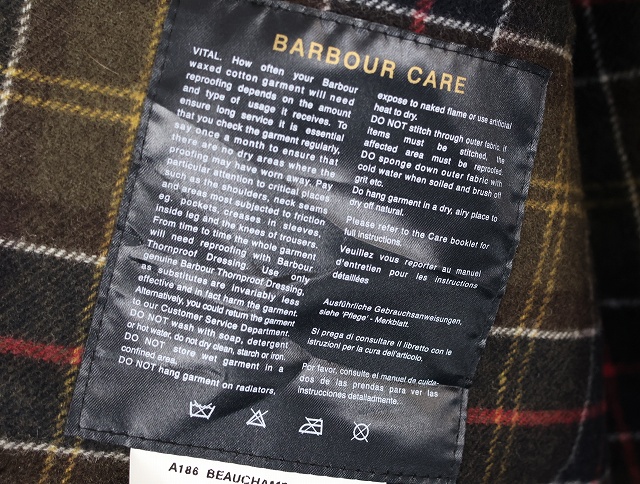 BARBOUR CARE
VITAL. How often your Barbour
waxed cotton garment will need
reproofing depends on the amount
and type of usage it receives. To
ensure long service it is essential
that you check the garment regularly,
say once a month to ensure that
there are no dry areas where the
proofing may have worn away. Pay
particular attention to critical places
such as the shoulders, neck seams
and areas most subjected to friction
eg. pockets, creases in sleeves,
inside leg and the knees of trousers.
From time to time the whole garment
will need reproofing with Barbour
Thornproof Dressing. Use only
genuine Barbour Thornproof Dressing,
as substitutes are invariably less
effective and in fact harm the garment.
Alternatively, you could return the garment
to our Customer Service Department.
DO NOT wash with soap, detergent
or hot water, do not dry clean, starch or iron.
DO NOT store wet garment in a
confined area.
DO NOT hang garment on radiators,
expose to naked flame or use artificial
heat to dry.
DO NOT stitch through outer fabric. If
items must be stitched, the
affected area must be reproofed.
DO sponge down outer fabric with
cold water when soiled and brush off
grit etc.
Do hang garment in a dry, airy place to
dry off natural.
Please refer to the Care booklet for
full instructions.
Veuillez vous reporter au manuel
d'entretien pour les instructions
détaillées
Ausführliche Gebrauchsanweisungen,
siehe 'Pflege' - Merkblatt.
Si prega di consultare il libretto con le
istruzioni per la cura dell'articolo.
Por favor, consulte el manuel de cuida-
dos de las prendas para ver las
instrucciones detalladmente.
A186